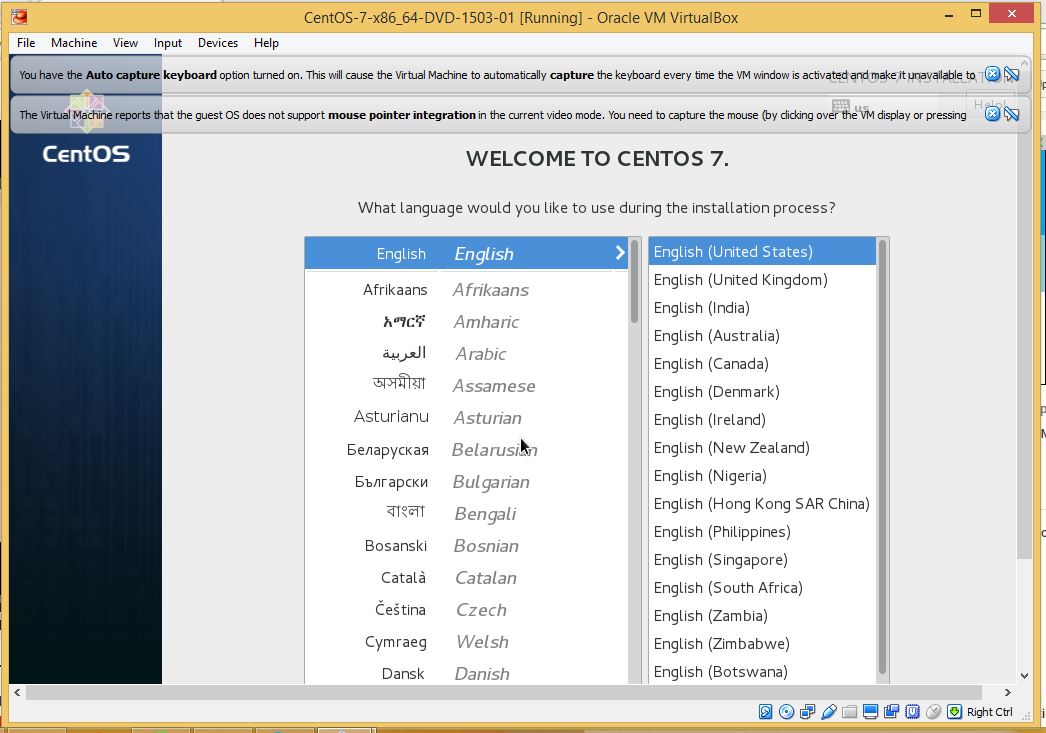 CentOS-7-x86_64-DVD-1503-01 [Running] - Oracle VM VirtualBox
File Machine View Input Devices Help
You have the Auto capture keyboard option turned on. This will cause the Virtual Machine to automatically capture the keyboard every time the VM window is activated and make it unavailable to
CENTOS 7 INSTALLATION
us
Help!
The Virtual Machine reports that the guest OS does not support mouse pointer integration in the current video mode. You need to capture the mouse (by clicking over the VM display or pressing
CentOS
WELCOME TO CENTOS 7.
What language would you like to use during the installation process?
English English
Afrikaans Afrikaans
አማርኛ Amharic
العربية Arabic
অসমীয়া Assamese
Asturianu Asturian
Беларуская Belarusian
Български Bulgarian
বাংলা Bengali
Bosanski Bosnian
Català Catalan
Čeština Czech
Cymraeg Welsh
Dansk Danish
English (United States)
English (United Kingdom)
English (India)
English (Australia)
English (Canada)
English (Denmark)
English (Ireland)
English (New Zealand)
English (Nigeria)
English (Hong Kong SAR China)
English (Philippines)
English (Singapore)
English (South Africa)
English (Zambia)
English (Zimbabwe)
English (Botswana)
Right Ctrl